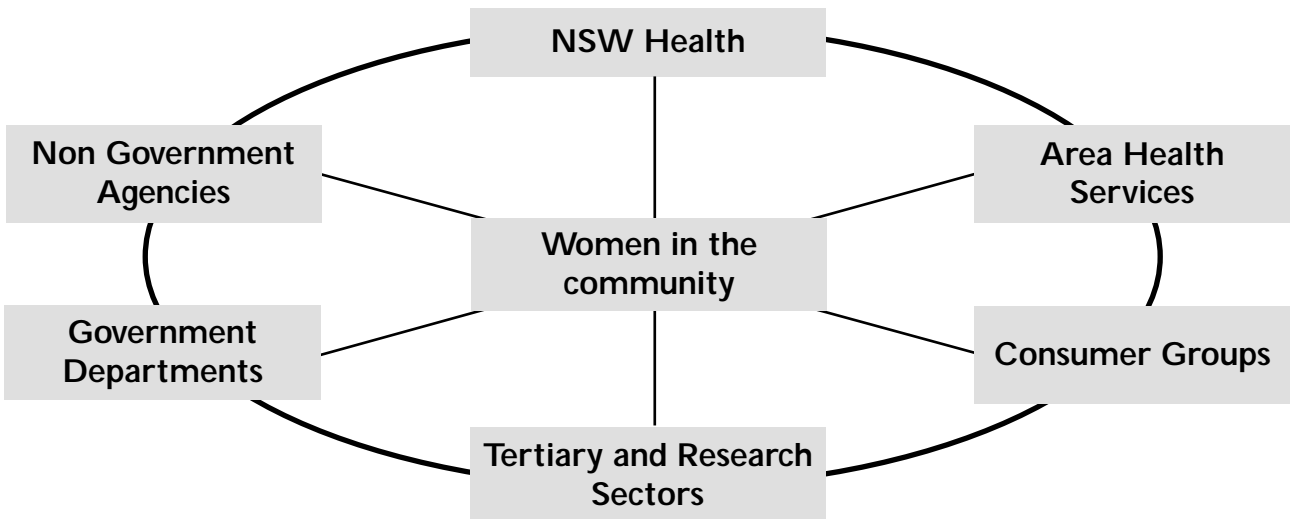 NSW Health
Non Government
Agencies
Area Health
Services
Women in the
community
Government
Departments
Consumer Groups
Tertiary and Research
Sectors